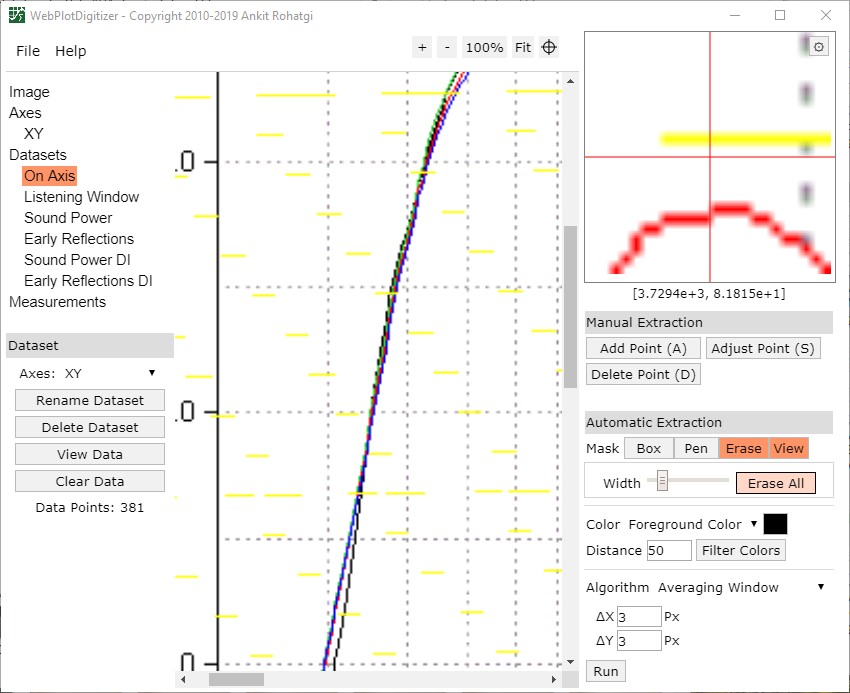 WebPlotDigitizer - Copyright 2010-2019 Ankit Rohatgi
File Help
+ - 100% Fit
Image
Axes
XY
Datasets
On Axis
Listening Window
Sound Power
Early Reflections
Sound Power DI
Early Reflections DI
Measurements
Dataset
Axes: XY
Rename Dataset
Delete Dataset
View Data
Clear Data
Data Points: 381
.0
.0
0
[3.7294e+3, 8.1815e+1]
Manual Extraction
Add Point (A) Adjust Point (S)
Delete Point (D)
Automatic Extraction
Mask Box Pen Erase View
Width Erase All
Color Foreground Color
Distance 50 Filter Colors
Algorithm Averaging Window
ΔX 3 Px
ΔY 3 Px
Run